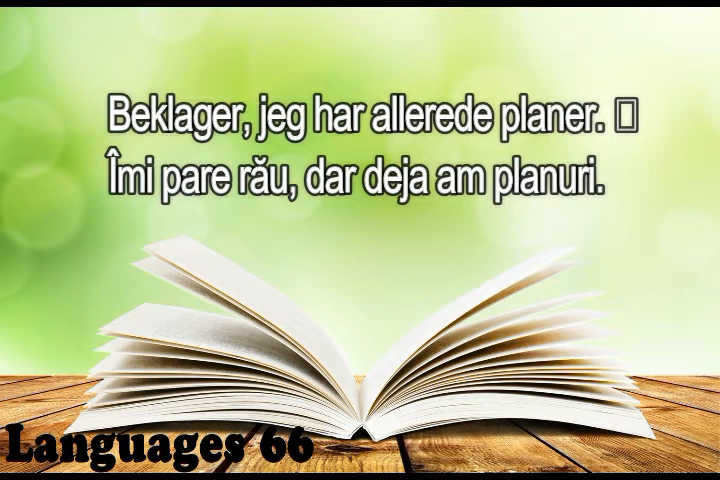 Beklager, jeg har allerede planer. 
Îmi pare rău, dar deja am planuri.
Languages 66